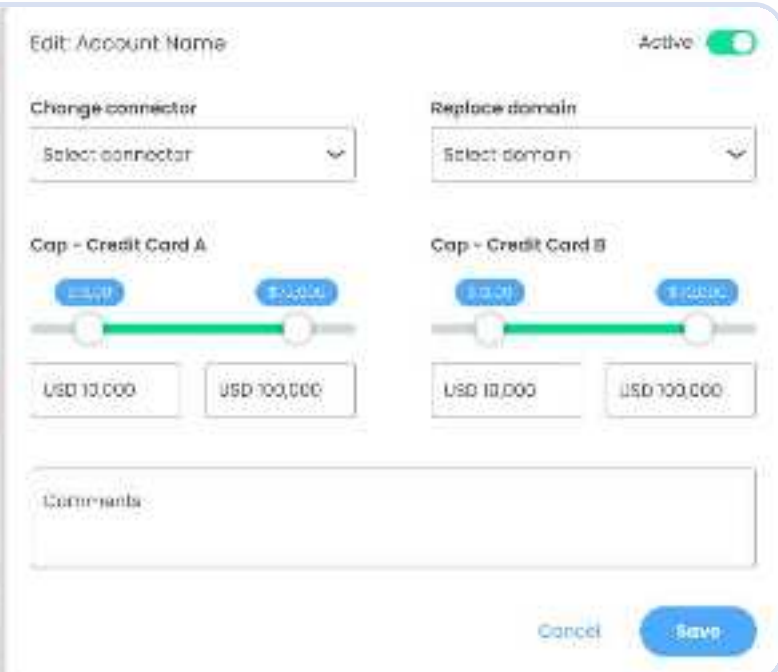 Edit: Account Name
Active
Change connector
Replace domain
Select connector
Select domain
Cap - Credit Card A
Cap - Credit Card B
USD 10,000
USD 100,000
USD 10,000
USD 100,000
Comments
Cancel
Save